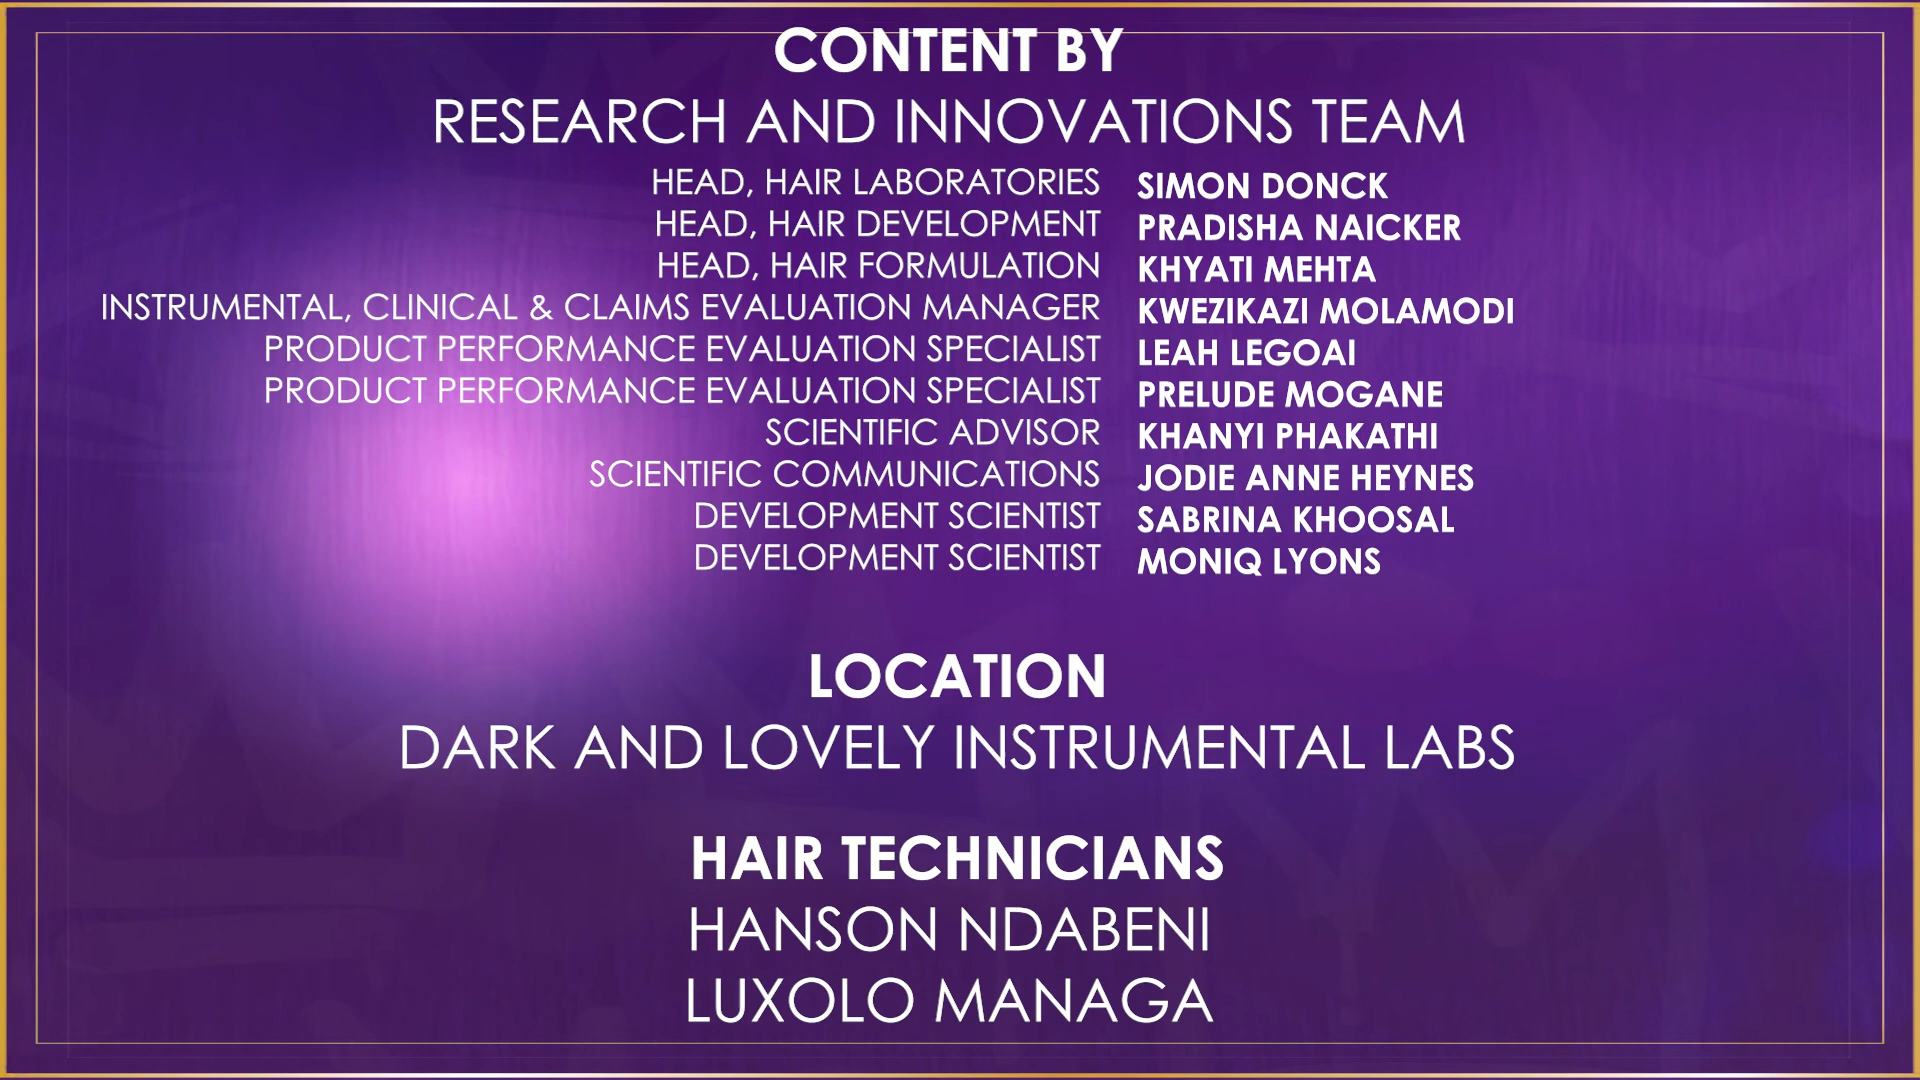 CONTENT BY
RESEARCH AND INNOVATIONS TEAM
HEAD, HAIR LABORATORIES SIMON DONCK
HEAD, HAIR DEVELOPMENT PRADISHA NAICKER
HEAD, HAIR FORMULATION KHYATI MEHTA
INSTRUMENTAL, CLINICAL & CLAIMS EVALUATION MANAGER KWEZIKAZI MOLAMODI
PRODUCT PERFORMANCE EVALUATION SPECIALIST LEAH LEGOAI
PRODUCT PERFORMANCE EVALUATION SPECIALIST PRELUDE MOGANE
SCIENTIFIC ADVISOR KHANYI PHAKATHI
SCIENTIFIC COMMUNICATIONS JODIE ANNE HEYNES
DEVELOPMENT SCIENTIST SABRINA KHOOSAL
DEVELOPMENT SCIENTIST MONIQ LYONS
LOCATION
DARK AND LOVELY INSTRUMENTAL LABS
HAIR TECHNICIANS
HANSON NDABENI
LUXOLO MANAGA